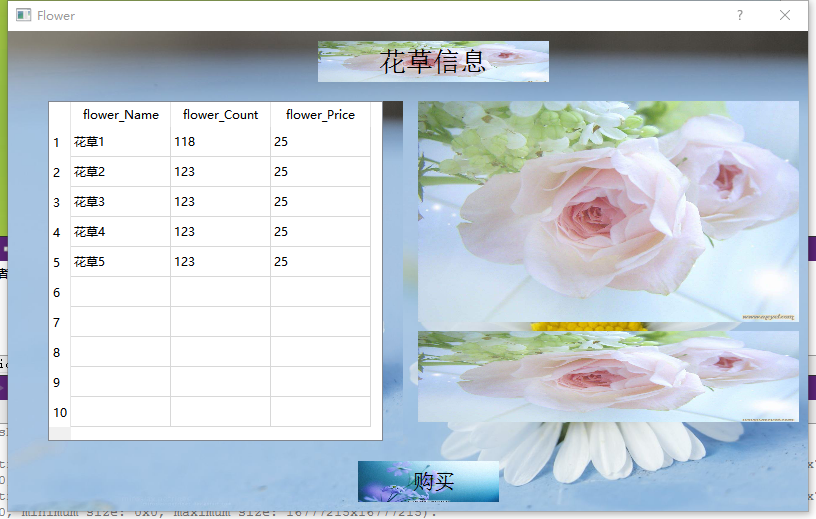 Flower
花草信息
flower_Name flower_Count flower_Price
1 花草1 118 25
2 花草2 123 25
3 花草3 123 25
4 花草4 123 25
5 花草5 123 25
6
7
8
9
10
购买
0, minimum size: 0x0, maximum size: 16777215x16777215).